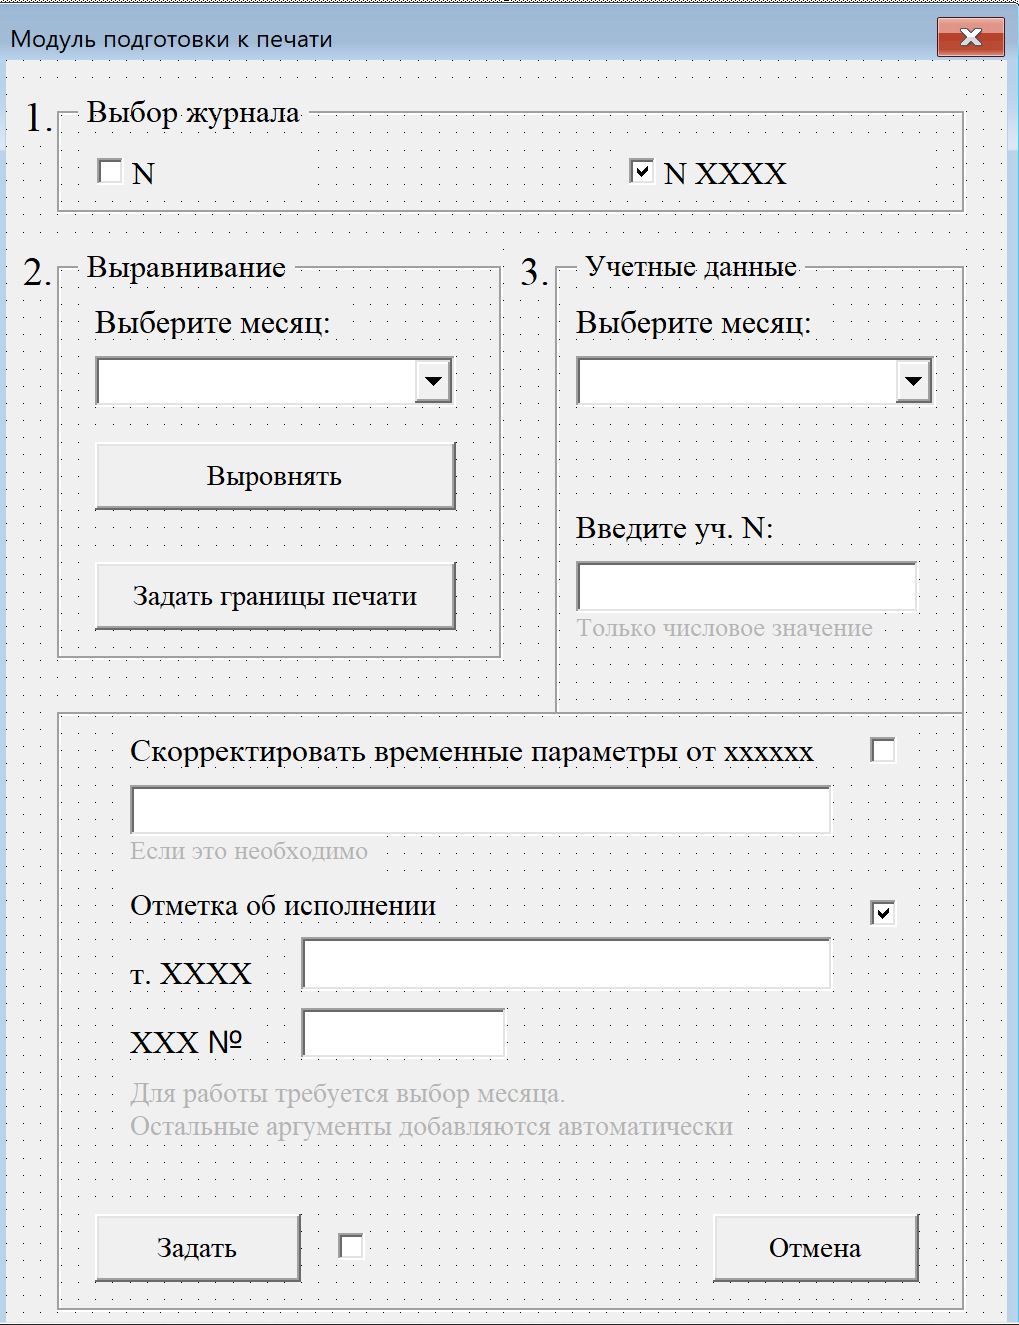 Модуль подготовки к печати
1.
Выбор журнала
N
N XXXX
2.
Выравнивание
Выберите месяц:
Выровнять
Задать границы печати
3.
Учетные данные
Выберите месяц:
Введите уч. N:
Только числовое значение
Скорректировать временные параметры от xxxxxx
Если это необходимо
Отметка об исполнении
т. XXXX
XXX №
Для работы требуется выбор месяца.
Остальные аргументы добавляются автоматически
Задать
Отмена